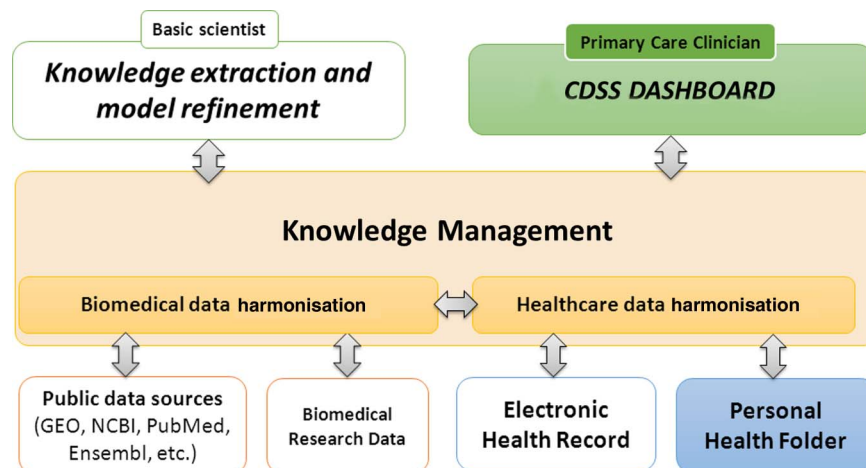 Basic scientist
Knowledge extraction and
model refinement
Primary Care Clinician
CDSS DASHBOARD
Knowledge Management
Biomedical data harmonisation
Healthcare data harmonisation
Public data sources
(GEO, NCBI, PubMed,
Ensembl, etc.)
Biomedical
Research Data
Electronic
Health Record
Personal
Health Folder